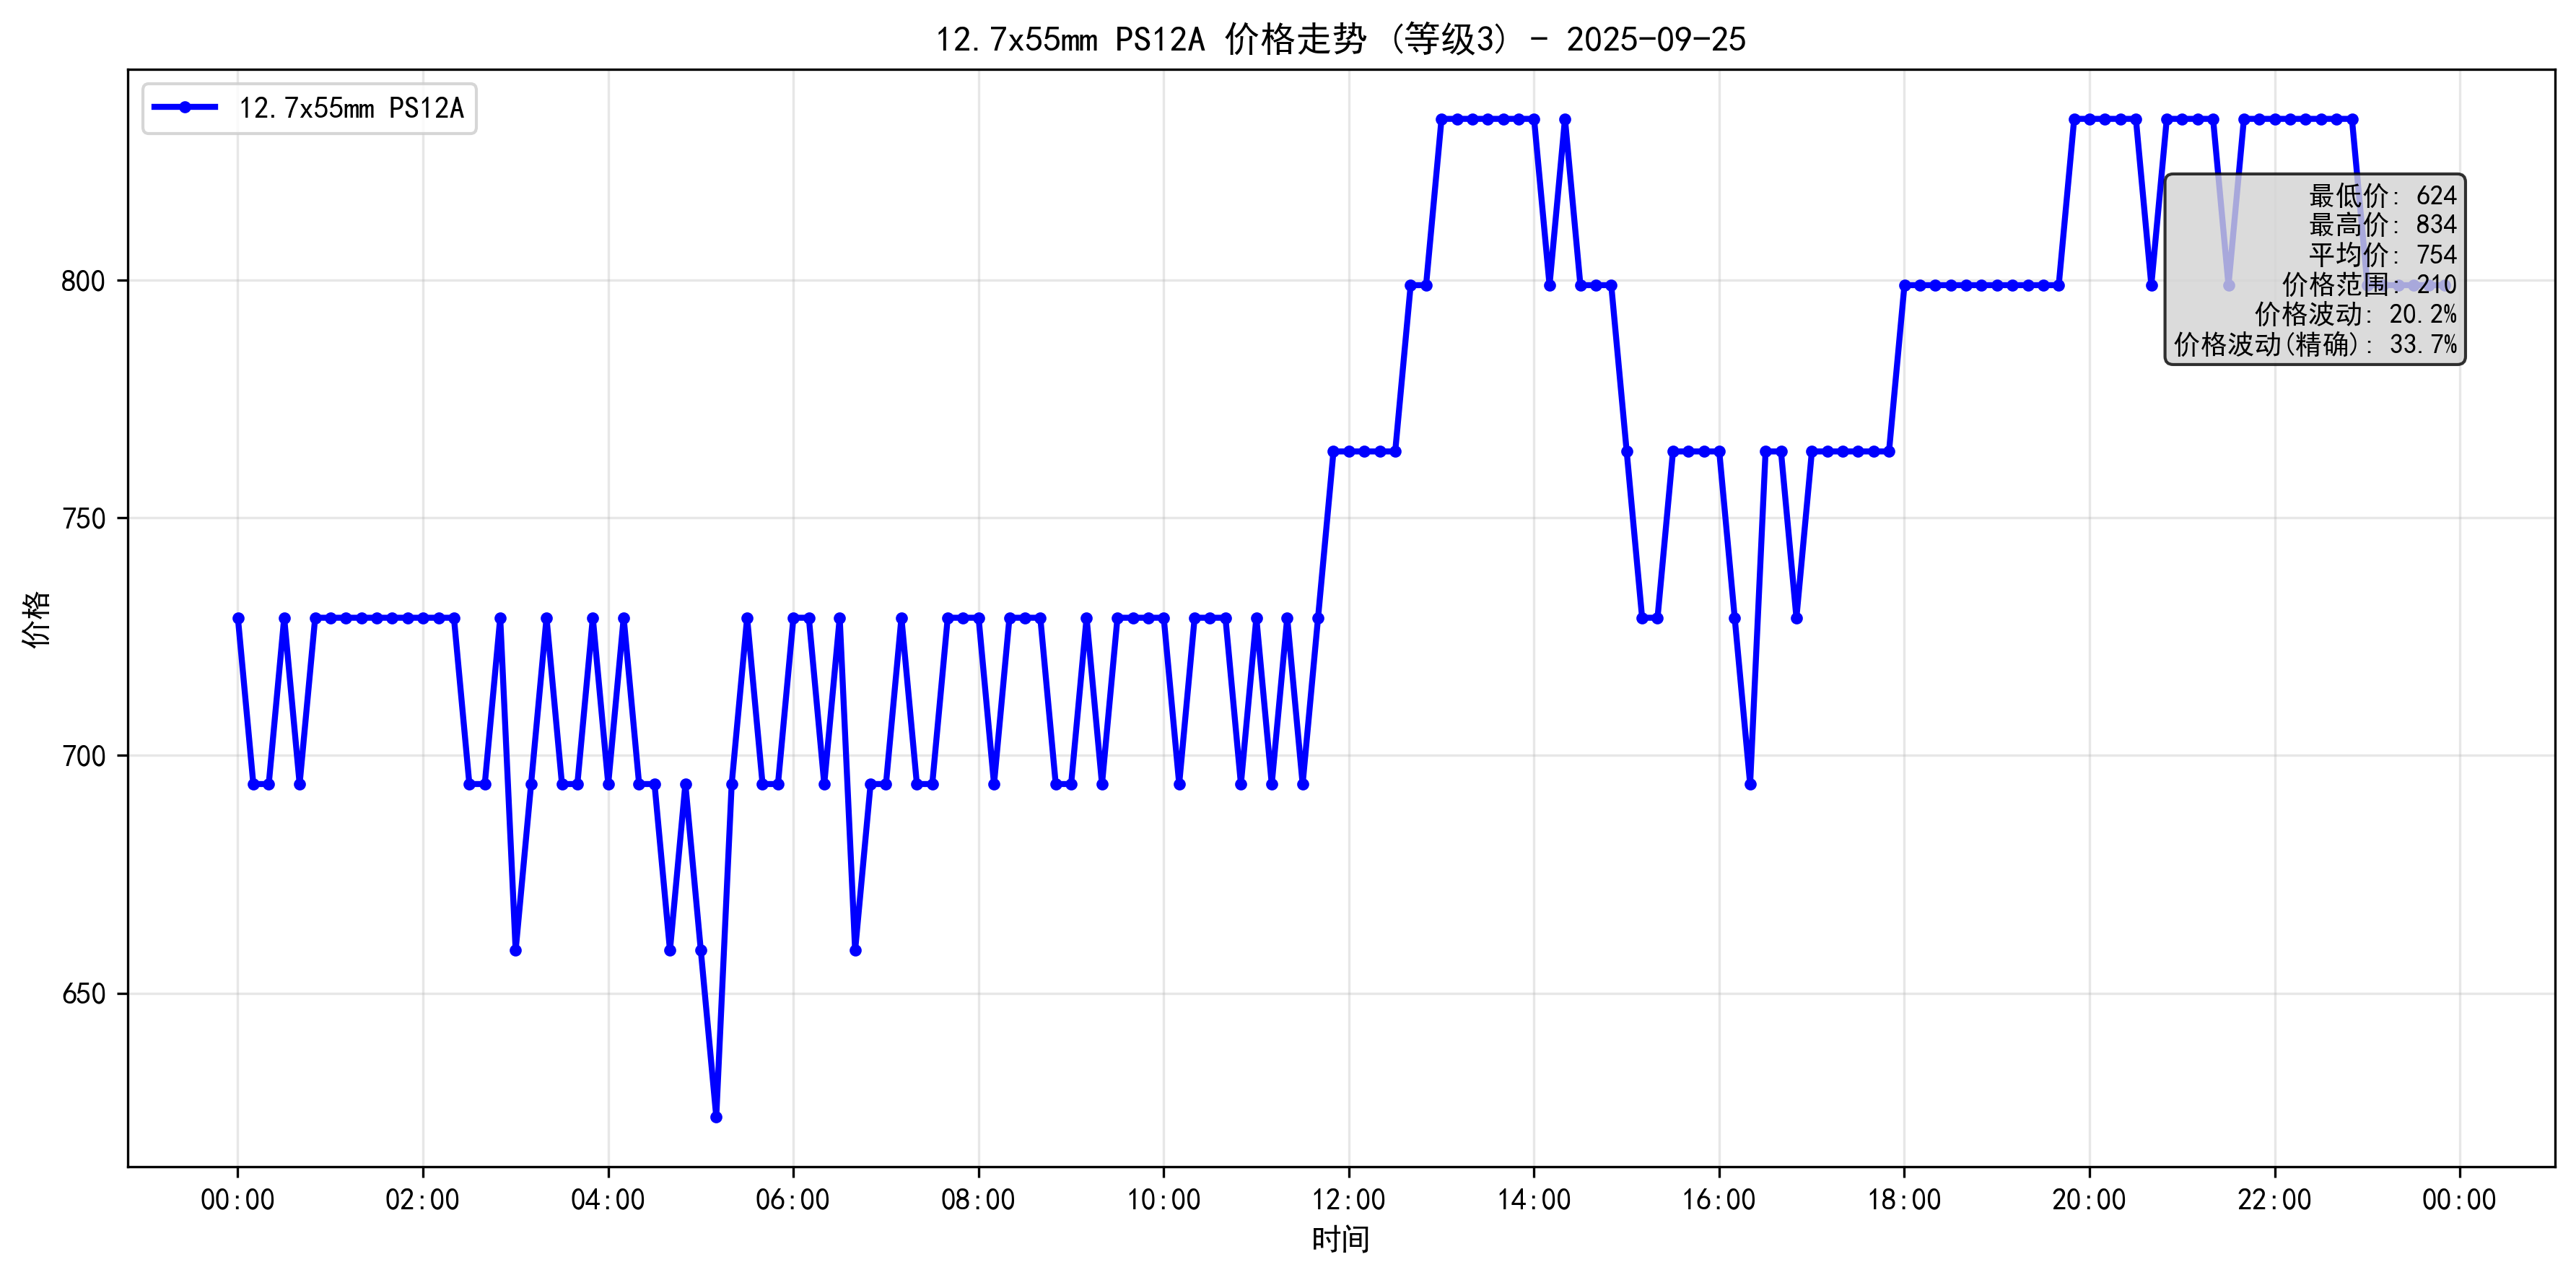 12.7x55mm PS12A 价格走势 (等级3) - 2025-09-25
12.7x55mm PS12A
最低价: 624
最高价: 834
平均价: 754
价格范围: 210
价格波动: 20.2%
价格波动(精确): 33.7%
价格
800
750
700
650
00:00 02:00 04:00 06:00 08:00 10:00 12:00 14:00 16:00 18:00 20:00 22:00 00:00
时间